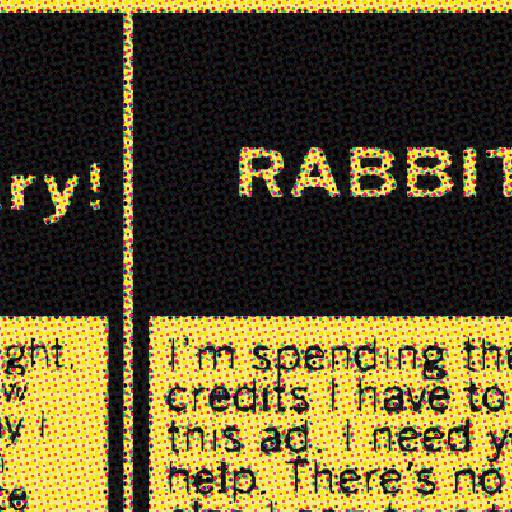 ry!
ght.
w
y I
RABBIT
I'm spending the
credits I have to
this ad. I need y
help. There's no